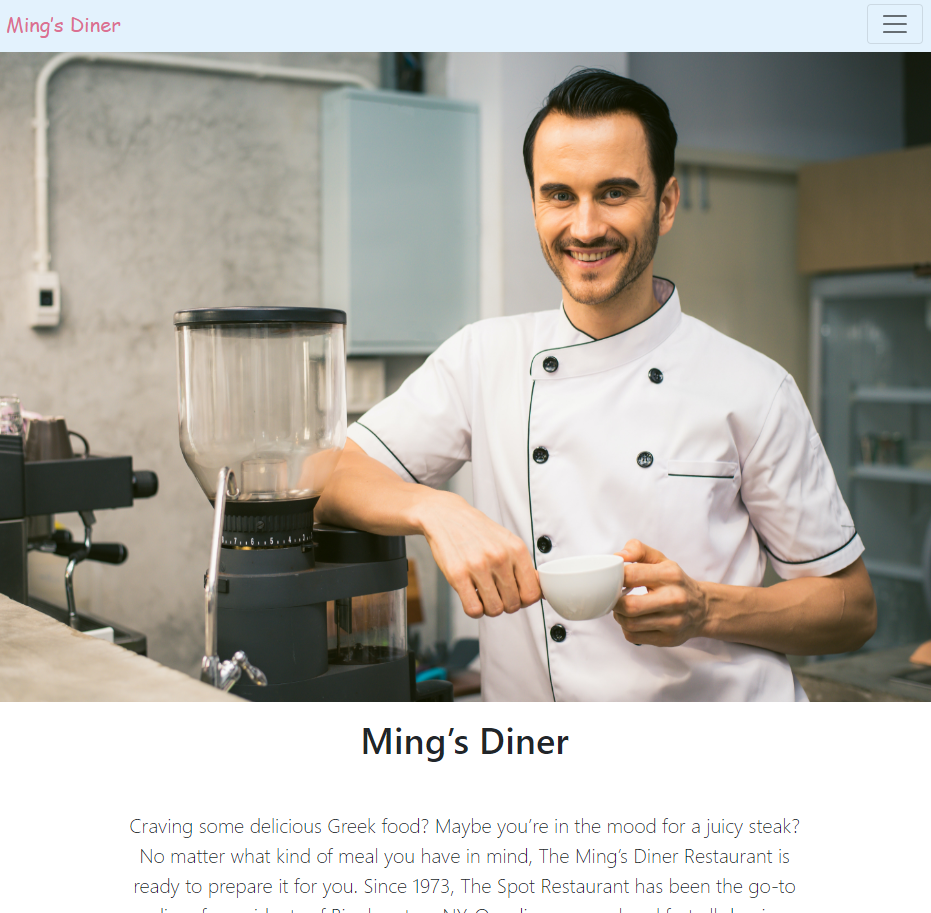 Ming's Diner
Ming’s Diner
Craving some delicious Greek food? Maybe you’re in the mood for a juicy steak?
No matter what kind of meal you have in mind, The Ming’s Diner Restaurant is
ready to prepare it for you. Since 1973, The Spot Restaurant has been the go-to